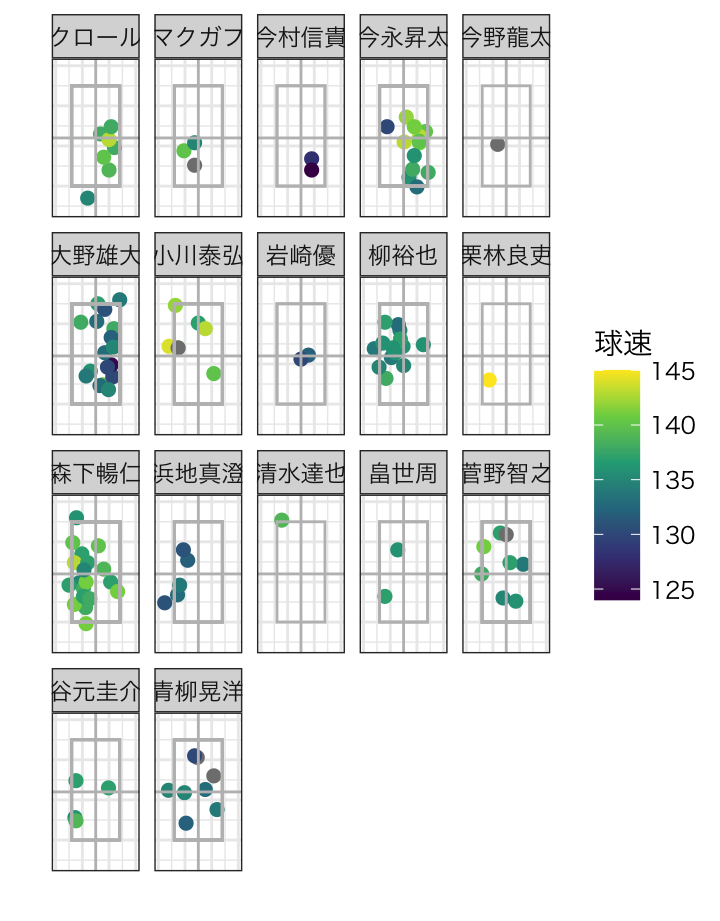 クロール
マクガフ
今村信貴
今永昇太
今野龍太
大野雄大
小川泰弘
岩崎優
柳裕也
栗林良吏
森下暢仁
浜地真澄
清水達也
畠世周
菅野智之
谷元圭介
青柳晃洋
球速
145
140
135
130
125